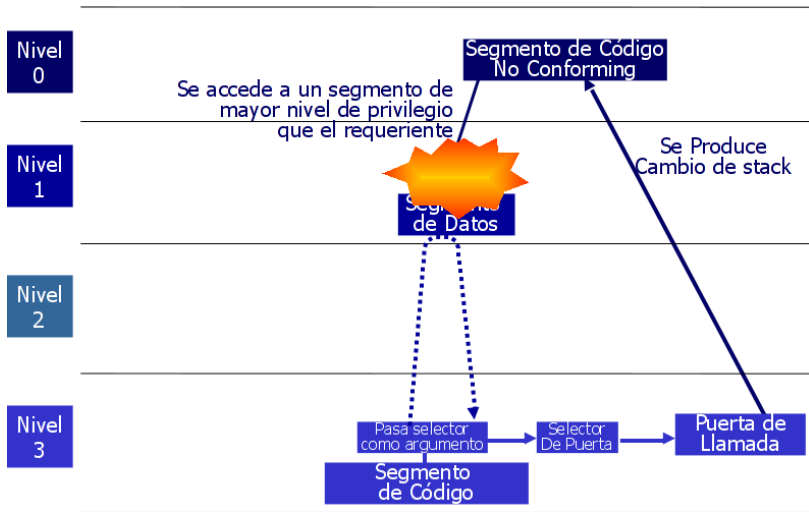 Nivel
0
Segmento de Código
No Conforming
Se accede a un segmento de
mayor nivel de privilegio
que el requeriente
Nivel
1
Se Produce
Cambio de stack
Segmento
de Datos
Nivel
2
Nivel
3
Pasa selector
como argumento
Selector
De Puerta
Puerta de
Llamada
Segmento
de Código